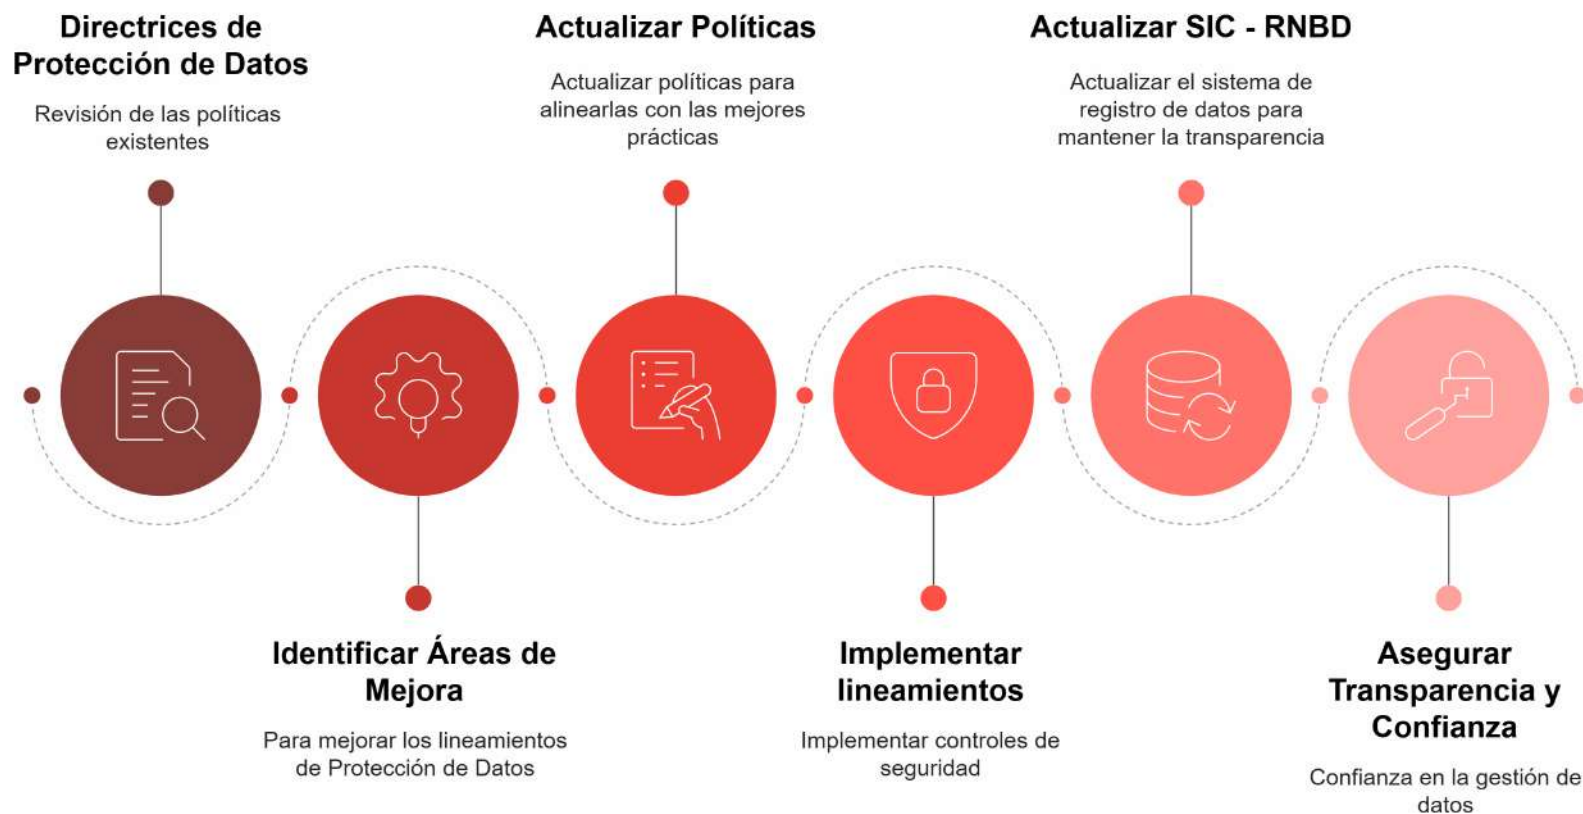 Directrices de
Protección de Datos
Revisión de las políticas
existentes
Identificar Áreas de
Mejora
Para mejorar los lineamientos
de Protección de Datos
Actualizar Políticas
Actualizar políticas para
alinearlas con las mejores
prácticas
Implementar
lineamientos
Implementar controles de
seguridad
Actualizar SIC - RNBD
Actualizar el sistema de
registro de datos para
mantener la transparencia
Asegurar
Transparencia y
Confianza
Confianza en la gestión de
datos